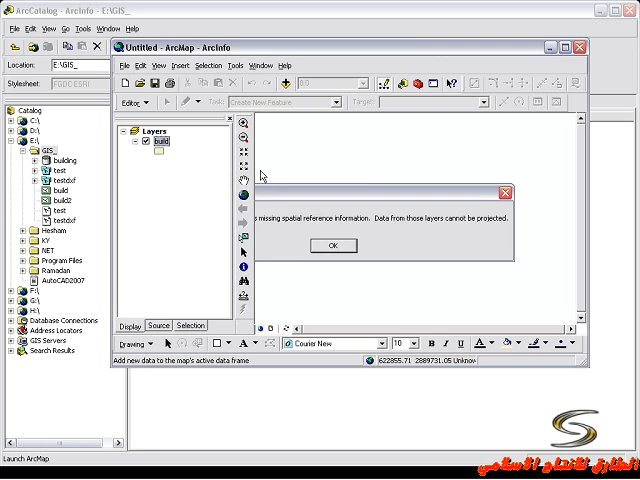 ArcCatalog - ArcInfo - E:\GIS_
File Edit View Go Tools Window Help
Location: E:\GIS_
Stylesheet: FGDC ESRI
Catalog
C:\
D:\
E:\
GIS_
building
test
testdxf
build
build2
test
testdxf
Hesham
KY
NET
Program Files
Ramadan
AutoCAD2007
F:\
G:\
H:\
Database Connections
Address Locators
GIS Servers
Search Results
Launch ArcMap
Untitled - ArcMap - ArcInfo
File Edit View Insert Selection Tools Window Help
Editor Task: Create New Feature Target:
Layers
build
s missing spatial reference information. Data from those layers cannot be projected.
OK
Display Source Selection
Drawing A Courier New 10 B I U A
Add new data to the map's active data frame
622855.71 2889731.05 Unknow
الطارق للانتاج الاسلامي